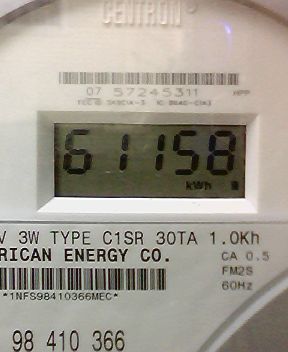 CENTRON®
07 57245311 HPP
61158
kWh
V 3W TYPE C1SR 30TA 1.0Kh
RICAN ENERGY CO. CA 0.5
FM2S
*1NFS98410366MEC* 60Hz
98 410 366